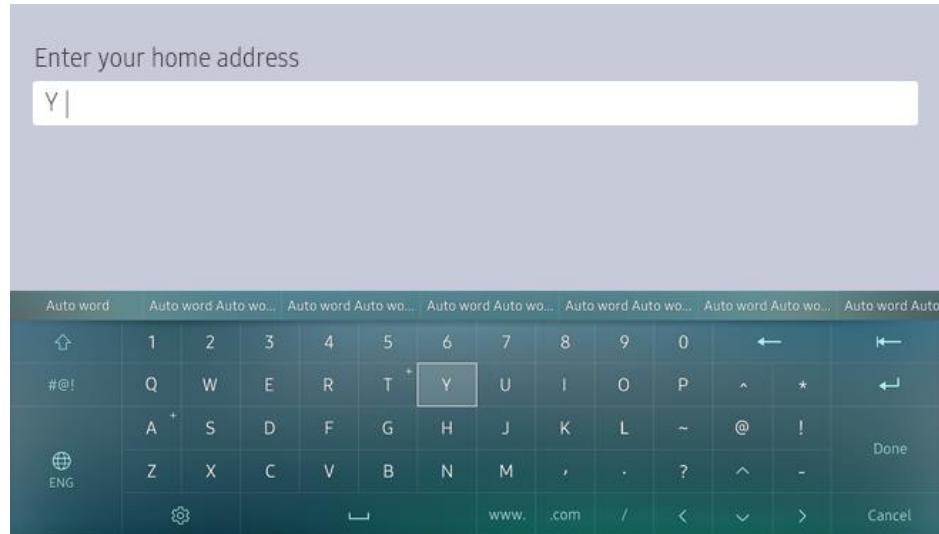 Enter your home address
Y
Auto word Auto word Auto wo... Auto word Auto wo... Auto word Auto wo... Auto word Auto wo... Auto word Auto wo... Auto word Auto
1 2 3 4 5 6 7 8 9 0 ←
#@! Q W E R T + Y U I O P ^ *
A + S D F G H J K L ~ @ !
Done
ENG Z X C V B N M , . ? ^ -
www. .com / < > Cancel